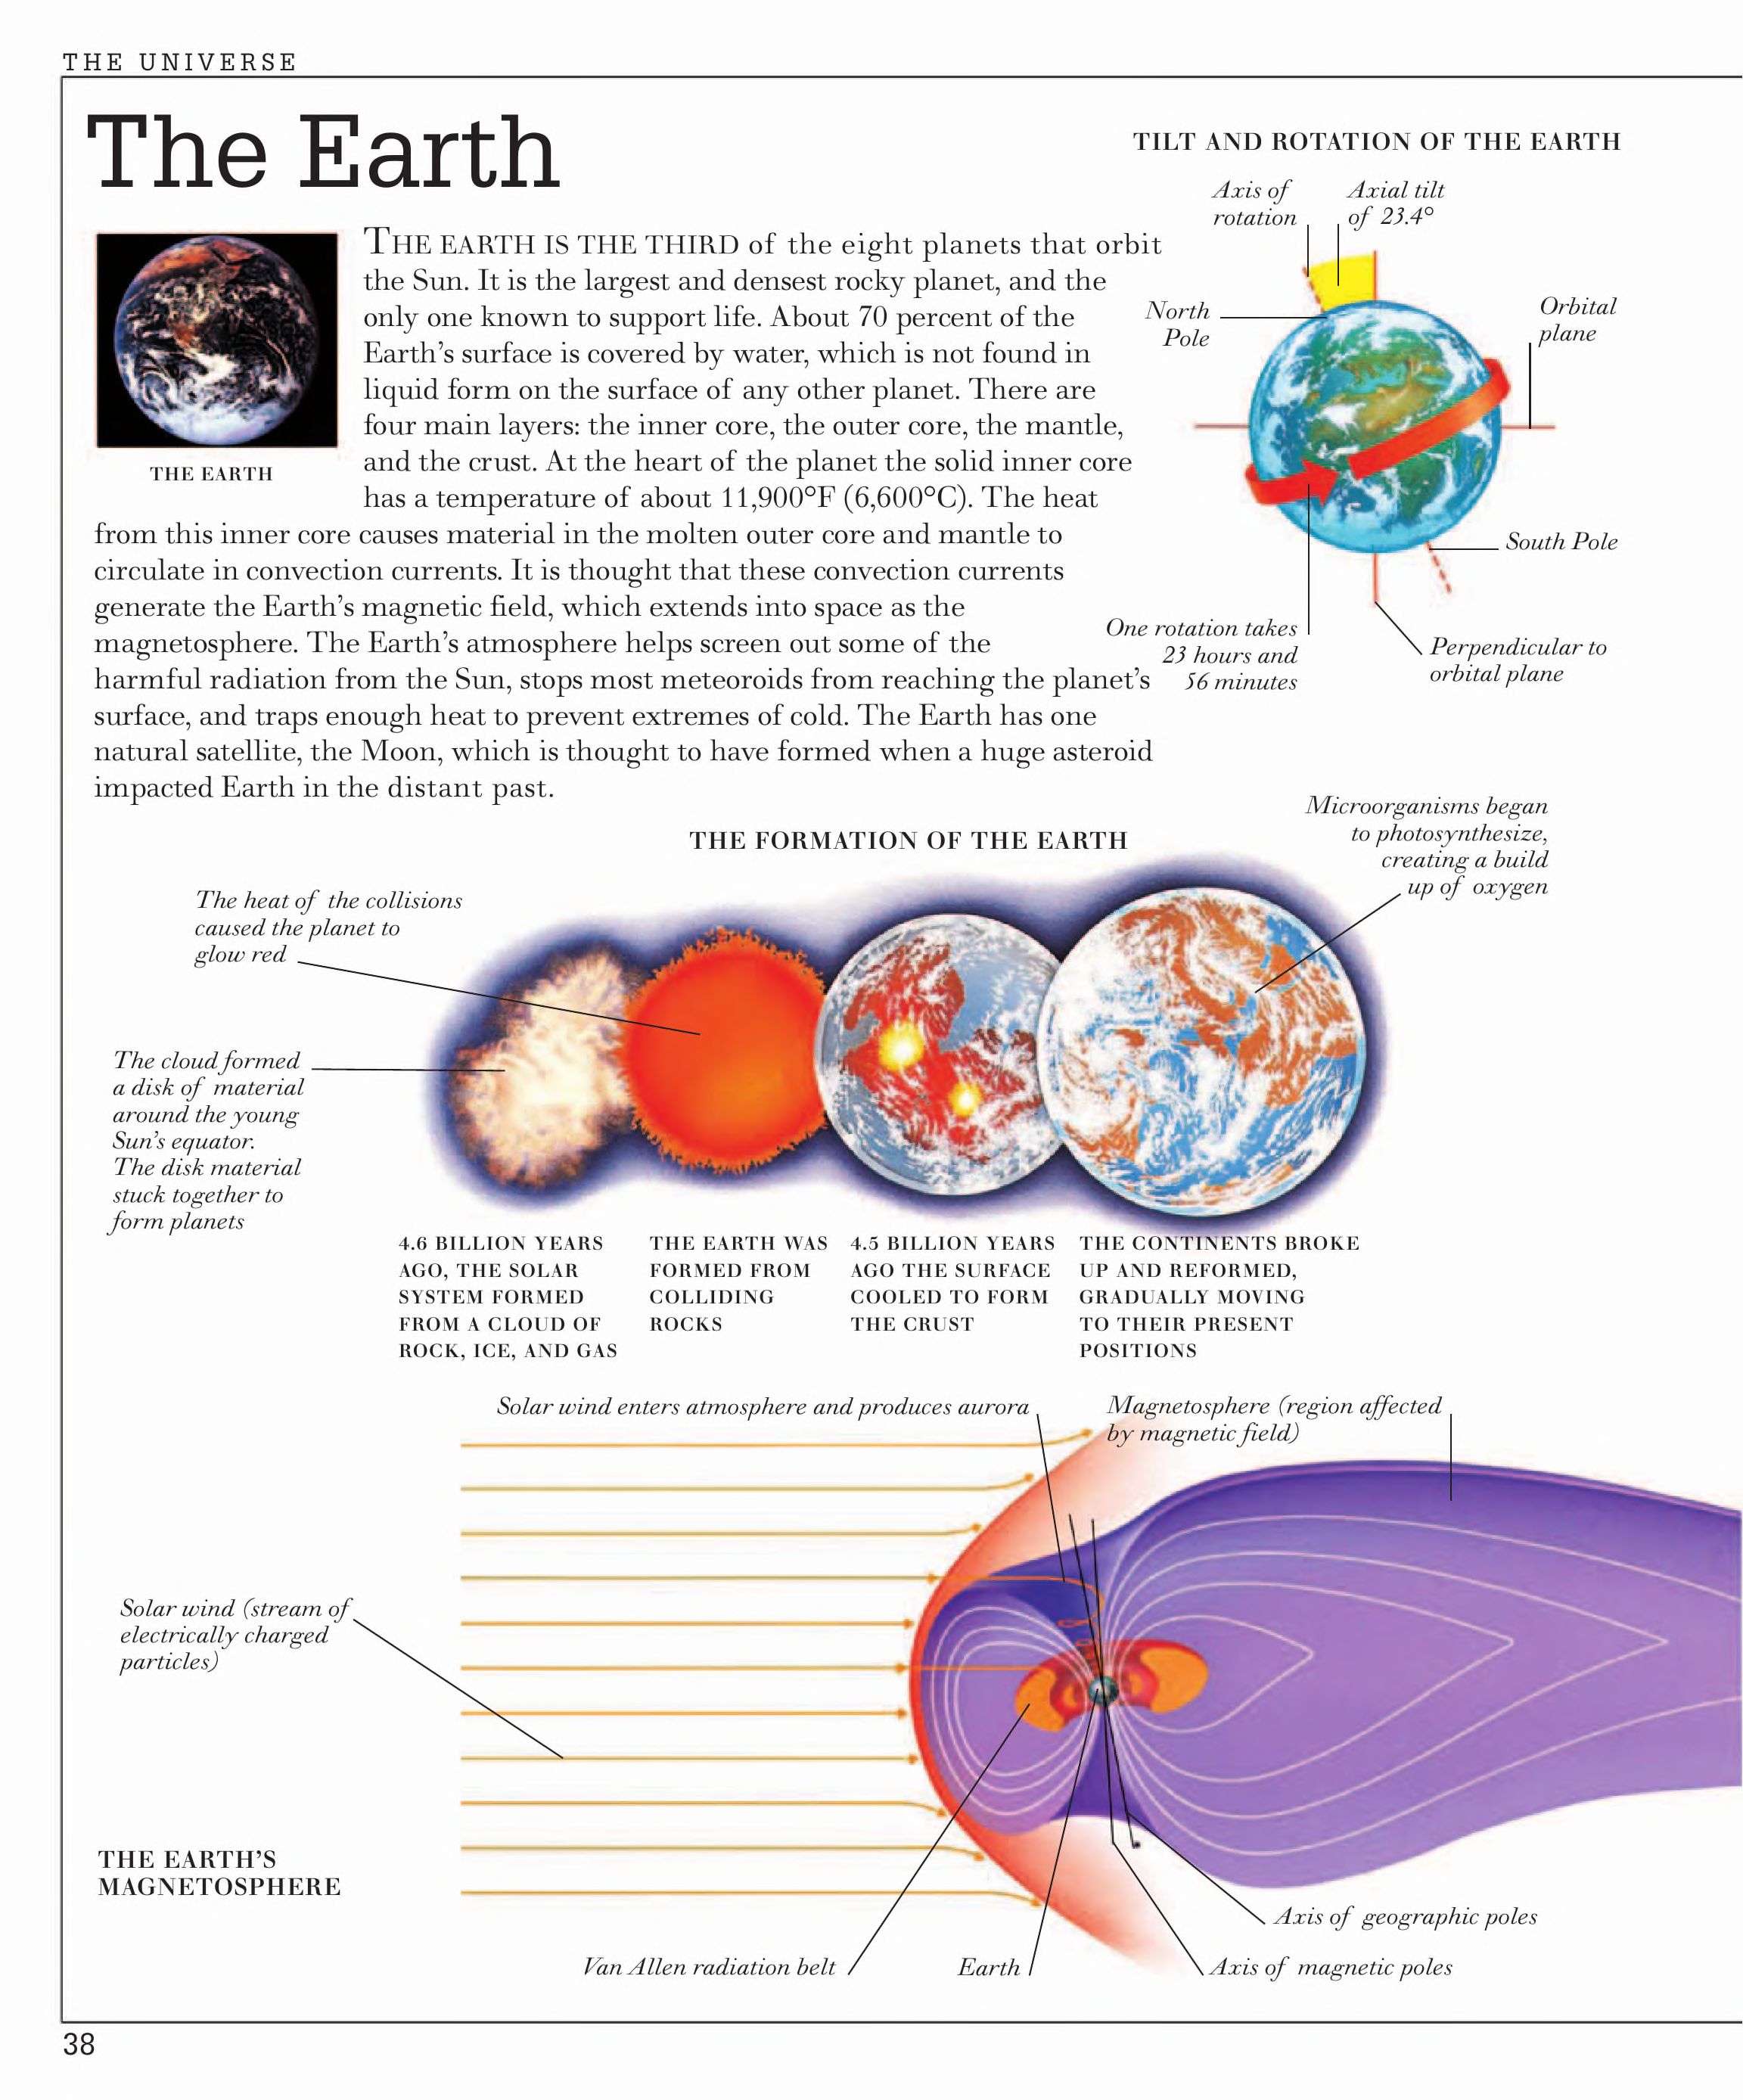 THE UNIVERSE
The Earth
THE EARTH IS THE THIRD of the eight planets that orbit
the Sun. It is the largest and densest rocky planet, and the
only one known to support life. About 70 percent of the
Earth's surface is covered by water, which is not found in
liquid form on the surface of any other planet. There are
four main layers: the inner core, the outer core, the mantle,
and the crust. At the heart of the planet the solid inner core
has a temperature of about 11,900°F (6,600°C). The heat
from this inner core causes material in the molten outer core and mantle to
circulate in convection currents. It is thought that these convection currents
generate the Earth's magnetic field, which extends into space as the
magnetosphere. The Earth's atmosphere helps screen out some of the
harmful radiation from the Sun, stops most meteoroids from reaching the planet's
surface, and traps enough heat to prevent extremes of cold. The Earth has one
natural satellite, the Moon, which is thought to have formed when a huge asteroid
impacted Earth in the distant past.
THE EARTH
TILT AND ROTATION OF THE EARTH
Axis of
rotation
Axial tilt
of 23.4°
North
Pole
Orbital
plane
South Pole
One rotation takes
23 hours and
56 minutes
Perpendicular to
orbital plane
THE FORMATION OF THE EARTH
Microorganisms began
to photosynthesize,
creating a build
up of oxygen
The heat of the collisions
caused the planet to
glow red
The cloud formed
a disk of material
around the young
Sun's equator.
The disk material
stuck together to
form planets
4.6 BILLION YEARS
AGO, THE SOLAR
SYSTEM FORMED
FROM A CLOUD OF
ROCK, ICE, AND GAS
THE EARTH WAS
FORMED FROM
COLLIDING
ROCKS
4.5 BILLION YEARS
AGO THE SURFACE
COOLED TO FORM
THE CRUST
THE CONTINENTS BROKE
UP AND REFORMED,
GRADUALLY MOVING
TO THEIR PRESENT
POSITIONS
Solar wind enters atmosphere and produces aurora
Magnetosphere (region affected
by magnetic field)
Solar wind (stream of
electrically charged
particles)
THE EARTH'S
MAGNETOSPHERE
Van Allen radiation belt
Earth
Axis of geographic poles
Axis of magnetic poles
38